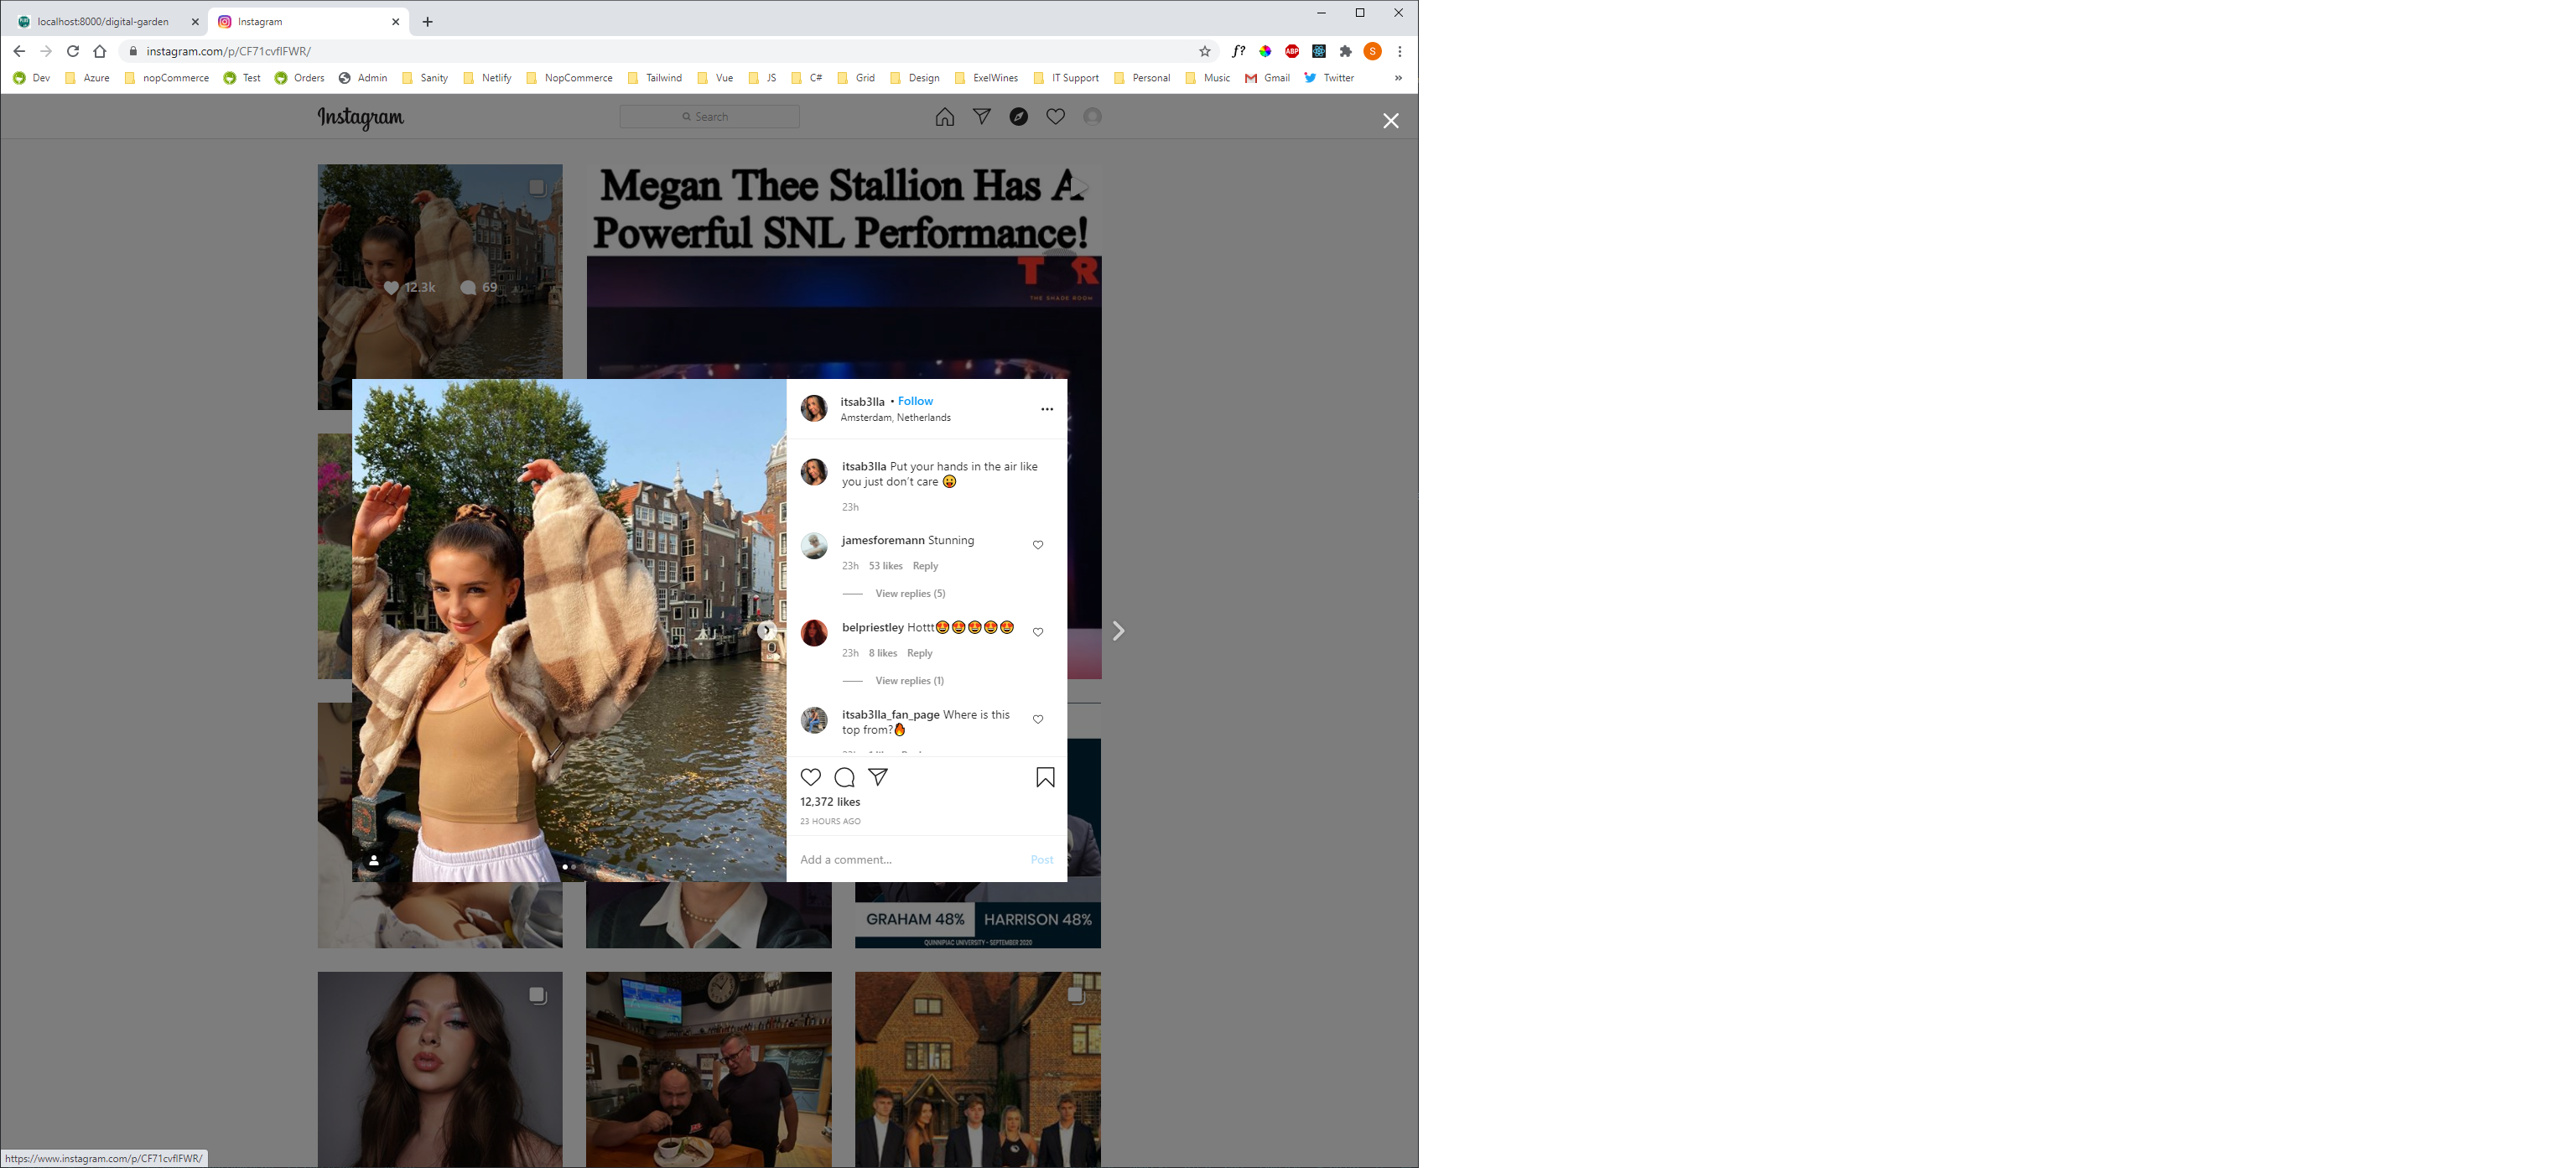 localhost:8000/digital-garden
Instagram
instagram.com/p/CF71cvflFWR/
f?
ABP
S
Dev
Azure
nopCommerce
Test
Orders
Admin
Sanity
Netlify
NopCommerce
Tailwind
Vue
JS
C#
Grid
Design
ExelWines
IT Support
Personal
Music
Gmail
Twitter
»
Instagram
Search
Megan Thee Stallion Has A
Powerful SNL Performance!
TSR
THE SHADE ROOM
12.3k
69
itsab3lla • Follow
Amsterdam, Netherlands
itsab3lla Put your hands in the air like
you just don't care 😛
23h
jamesforemann Stunning
23h 53 likes Reply
View replies (5)
belpriestley Hottt😍😍😍😍😍
23h 8 likes Reply
View replies (1)
itsab3lla_fan_page Where is this
top from?🔥
12,372 likes
23 HOURS AGO
Add a comment...
Post
GRAHAM 48%
HARRISON 48%
QUINNIPIAC UNIVERSITY - SEPTEMBER 2020
https://www.instagram.com/p/CF71cvflFWR/